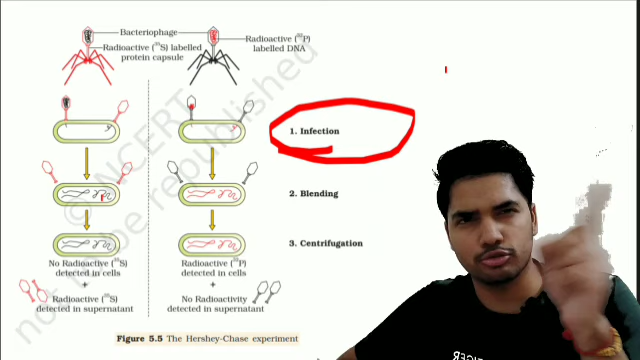 Bacteriophage
Radioactive (³⁵S) labelled
protein capsule
Radioactive (³²P)
labelled DNA
1. Infection
2. Blending
3. Centrifugation
No Radioactive (³⁵S)
detected in cells
+
Radioactive (³⁵S)
detected in supernatant
Radioactive (³²P)
detected in cells
+
No Radioactivity
detected in supernatant
Figure 5.5 The Hershey-Chase experiment
© NCERT
not to be republished